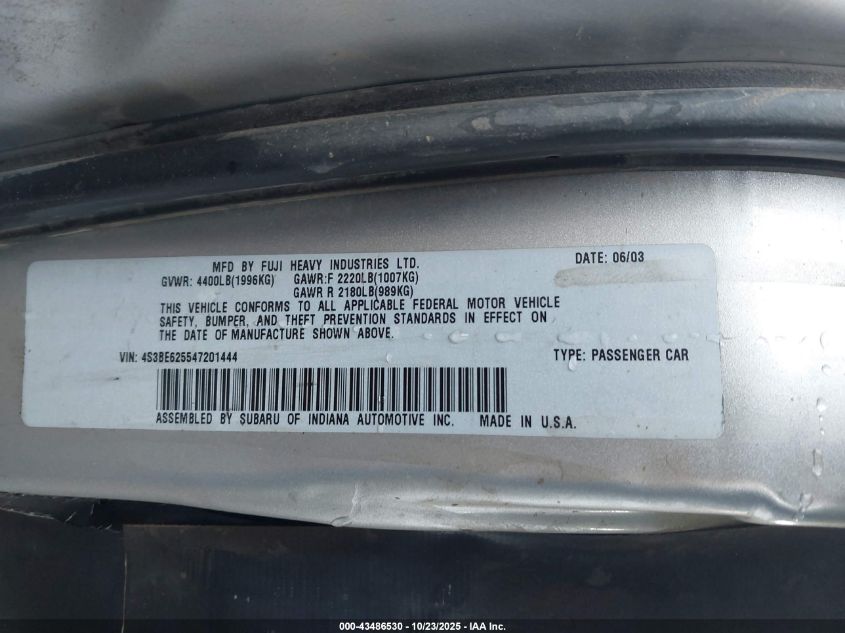 MFD BY FUJI HEAVY INDUSTRIES LTD. DATE: 06/03
GVWR: 4400LB(1996KG) GAWR:F 2220LB(1007KG)
GAWR R 2180LB(989KG)
THIS VEHICLE CONFORMS TO ALL APPLICABLE FEDERAL MOTOR VEHICLE
SAFETY, BUMPER, AND THEFT PREVENTION STANDARDS IN EFFECT ON
THE DATE OF MANUFACTURE SHOWN ABOVE.
VIN: 4S3BE625547201444 TYPE: PASSENGER CAR
ASSEMBLED BY SUBARU OF INDIANA AUTOMOTIVE INC. MADE IN U.S.A.
000-43486530 - 10/23/2025 - IAA Inc.